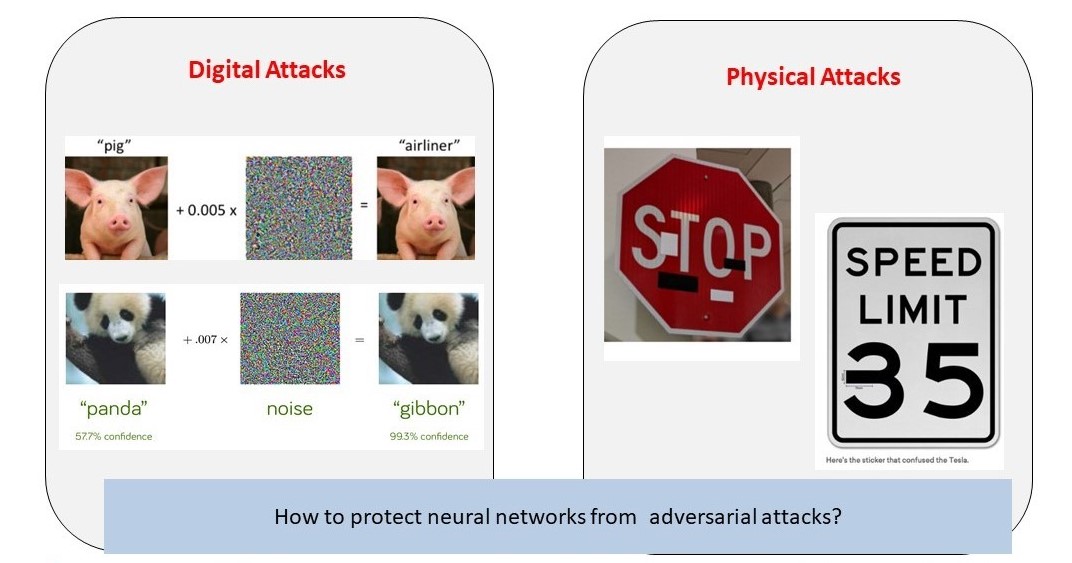 Digital Attacks
"pig"
"airliner"
+ 0.005 x
=
+ .007 ×
=
"panda"
noise
"gibbon"
57.7% confidence
99.3% confidence
Physical Attacks
STOP
SPEED
LIMIT
35
Here's the sticker that confused the Tesla.
How to protect neural networks from adversarial attacks?